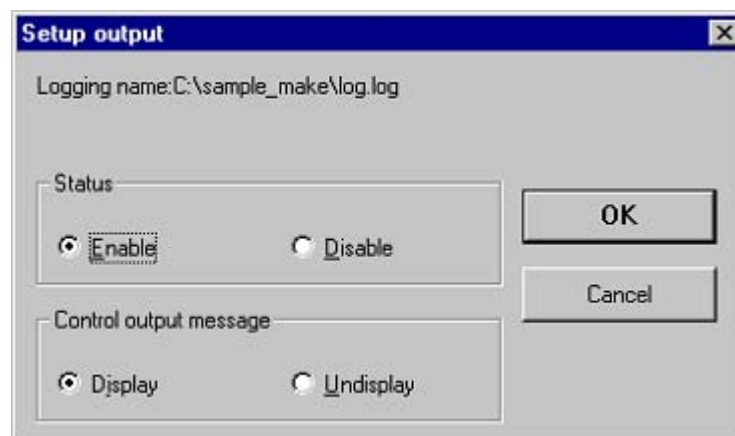 Setup output
Logging name:C:\sample_make\log.log
Status
Enable
Disable
OK
Cancel
Control output message
Display
Undisplay